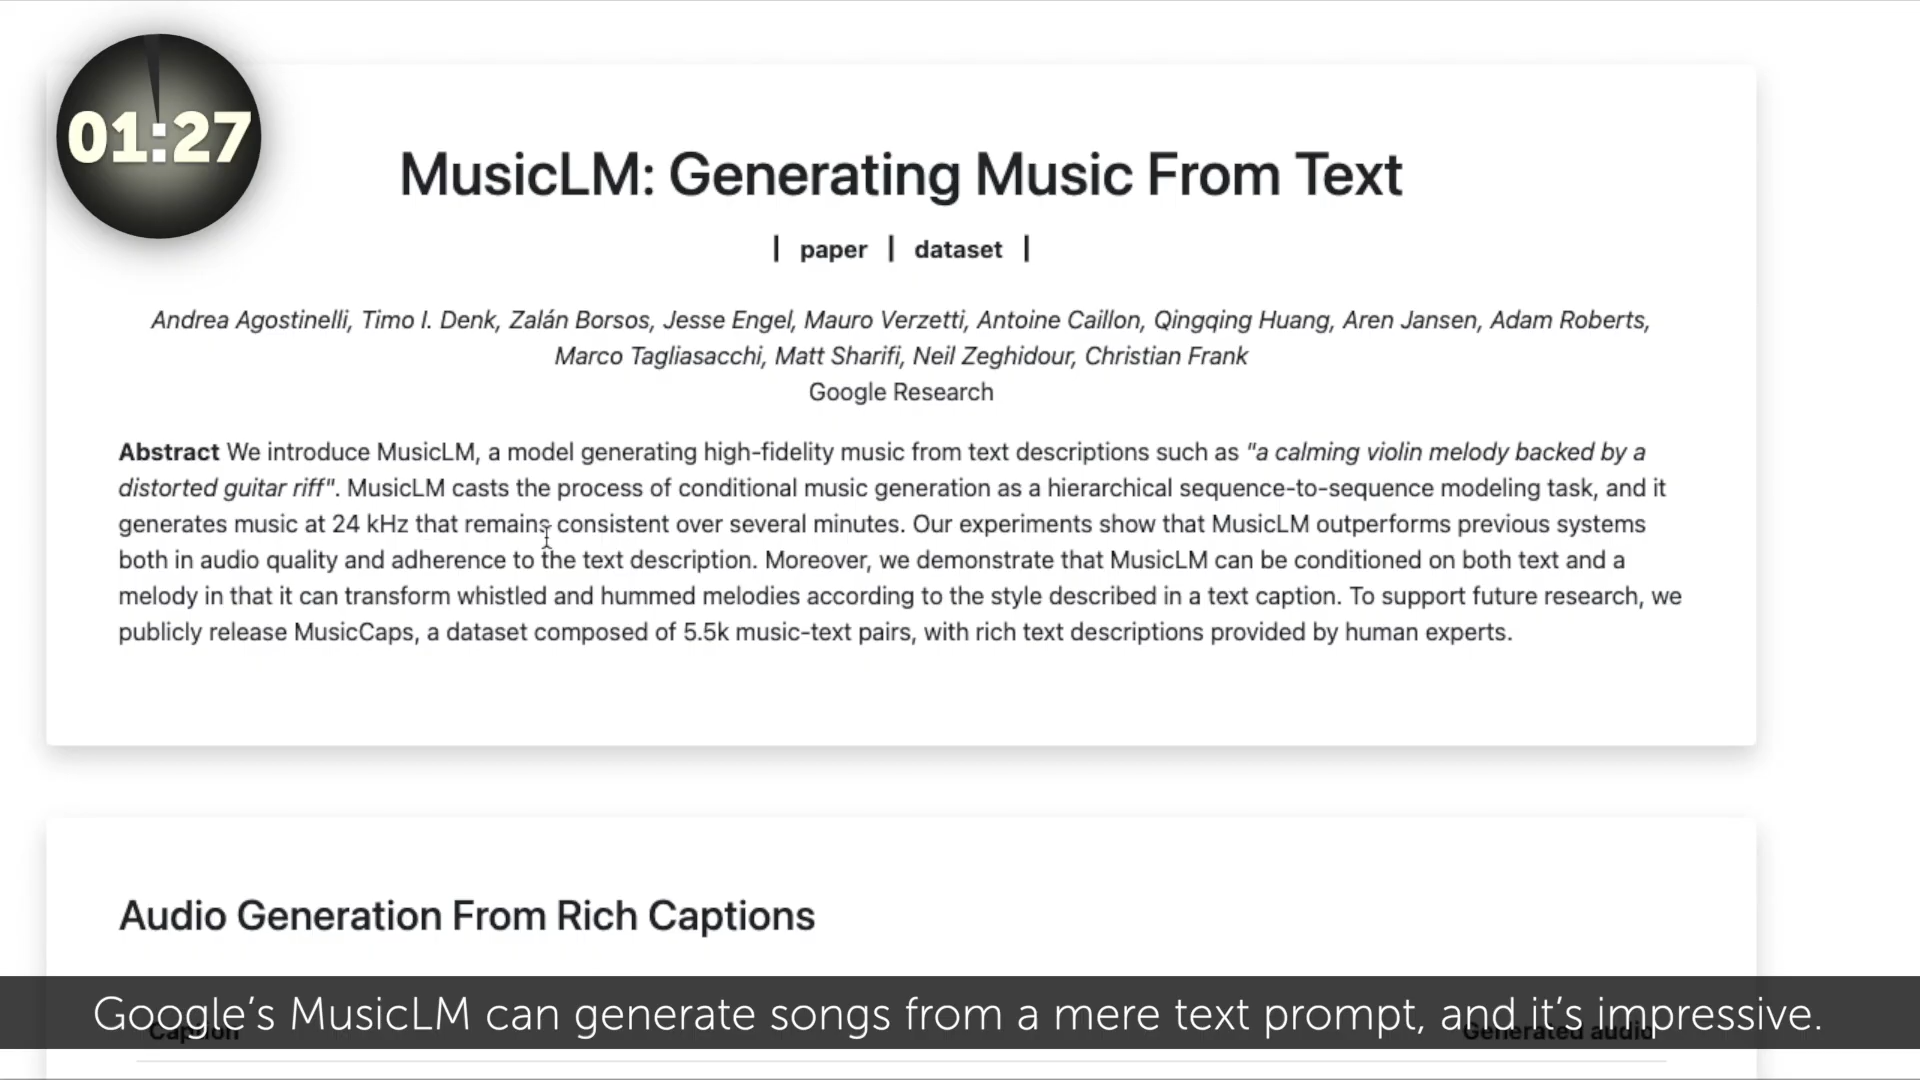 01:27
MusicLM: Generating Music From Text
| paper | dataset |
Andrea Agostinelli, Timo I. Denk, Zalán Borsos, Jesse Engel, Mauro Verzetti, Antoine Caillon, Qingqing Huang, Aren Jansen, Adam Roberts,
Marco Tagliasacchi, Matt Sharifi, Neil Zeghidour, Christian Frank
Google Research
Abstract We introduce MusicLM, a model generating high-fidelity music from text descriptions such as "a calming violin melody backed by a
distorted guitar riff". MusicLM casts the process of conditional music generation as a hierarchical sequence-to-sequence modeling task, and it
generates music at 24 kHz that remains consistent over several minutes. Our experiments show that MusicLM outperforms previous systems
both in audio quality and adherence to the text description. Moreover, we demonstrate that MusicLM can be conditioned on both text and a
melody in that it can transform whistled and hummed melodies according to the style described in a text caption. To support future research, we
publicly release MusicCaps, a dataset composed of 5.5k music-text pairs, with rich text descriptions provided by human experts.
Audio Generation From Rich Captions
Google's MusicLM can generate songs from a mere text prompt, and it's impressive.
Caption Generated audio